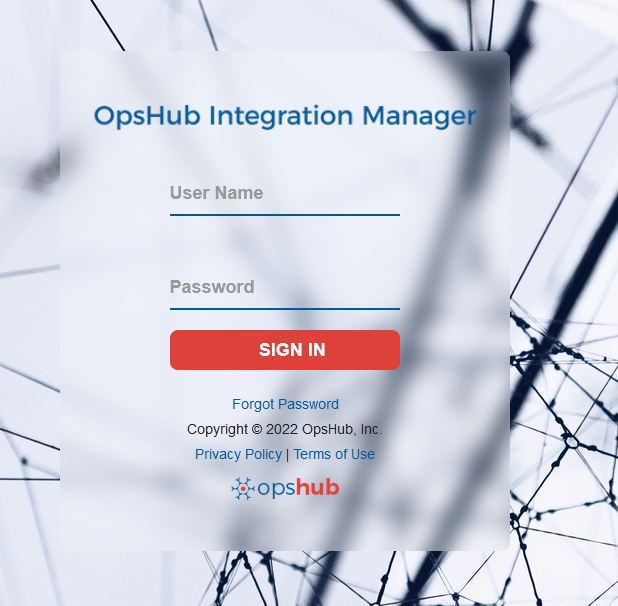 OpsHub Integration Manager
User Name
Password
SIGN IN
Forgot Password
Copyright © 2022 OpsHub, Inc.
Privacy Policy | Terms of Use
opshub